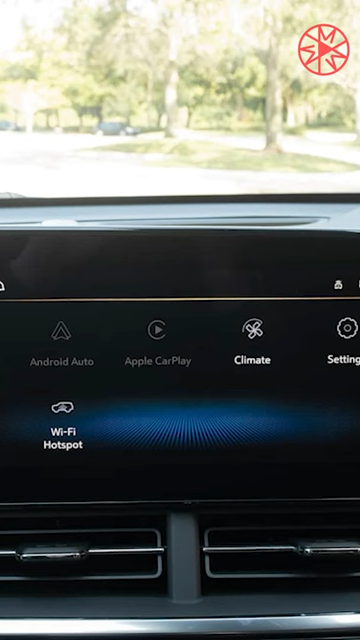 Android Auto
Apple CarPlay
Climate
Setting
Wi-Fi
Hotspot